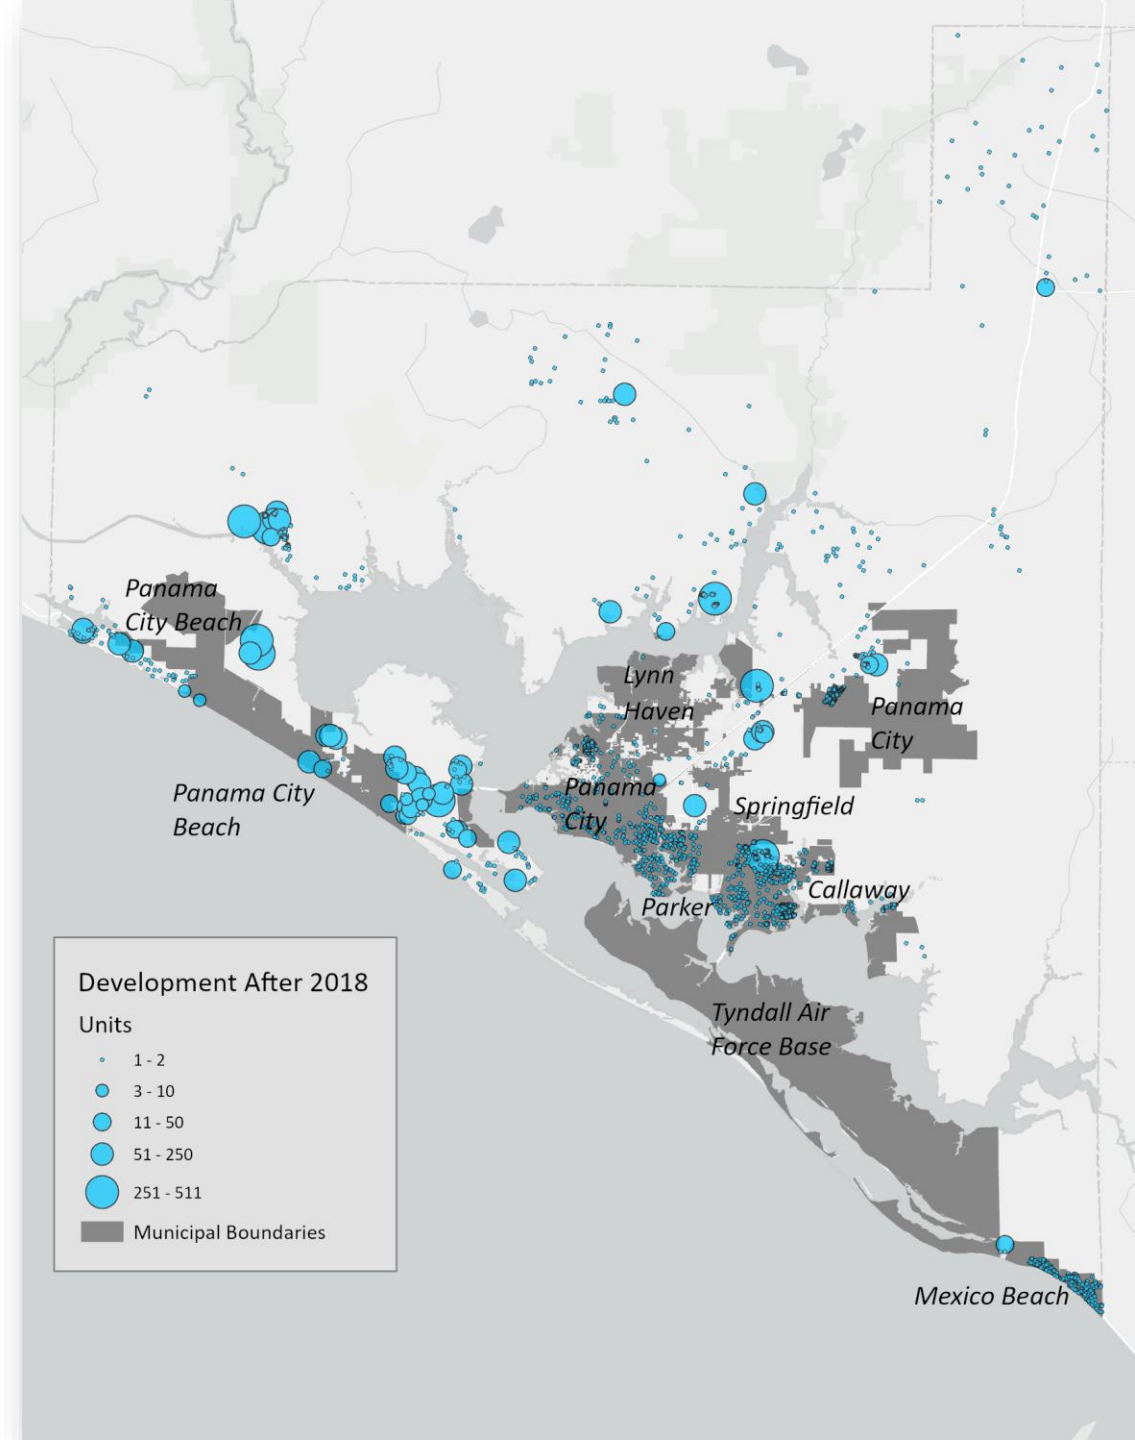 Panama
City Beach
Lynn
Haven
Panama
City
Panama City
Beach
Panama
City
Springfield
Callaway
Parker
Development After 2018
Units
1 - 2
3 - 10
11 - 50
51 - 250
251 - 511
Municipal Boundaries
Tyndall Air
Force Base
Mexico Beach